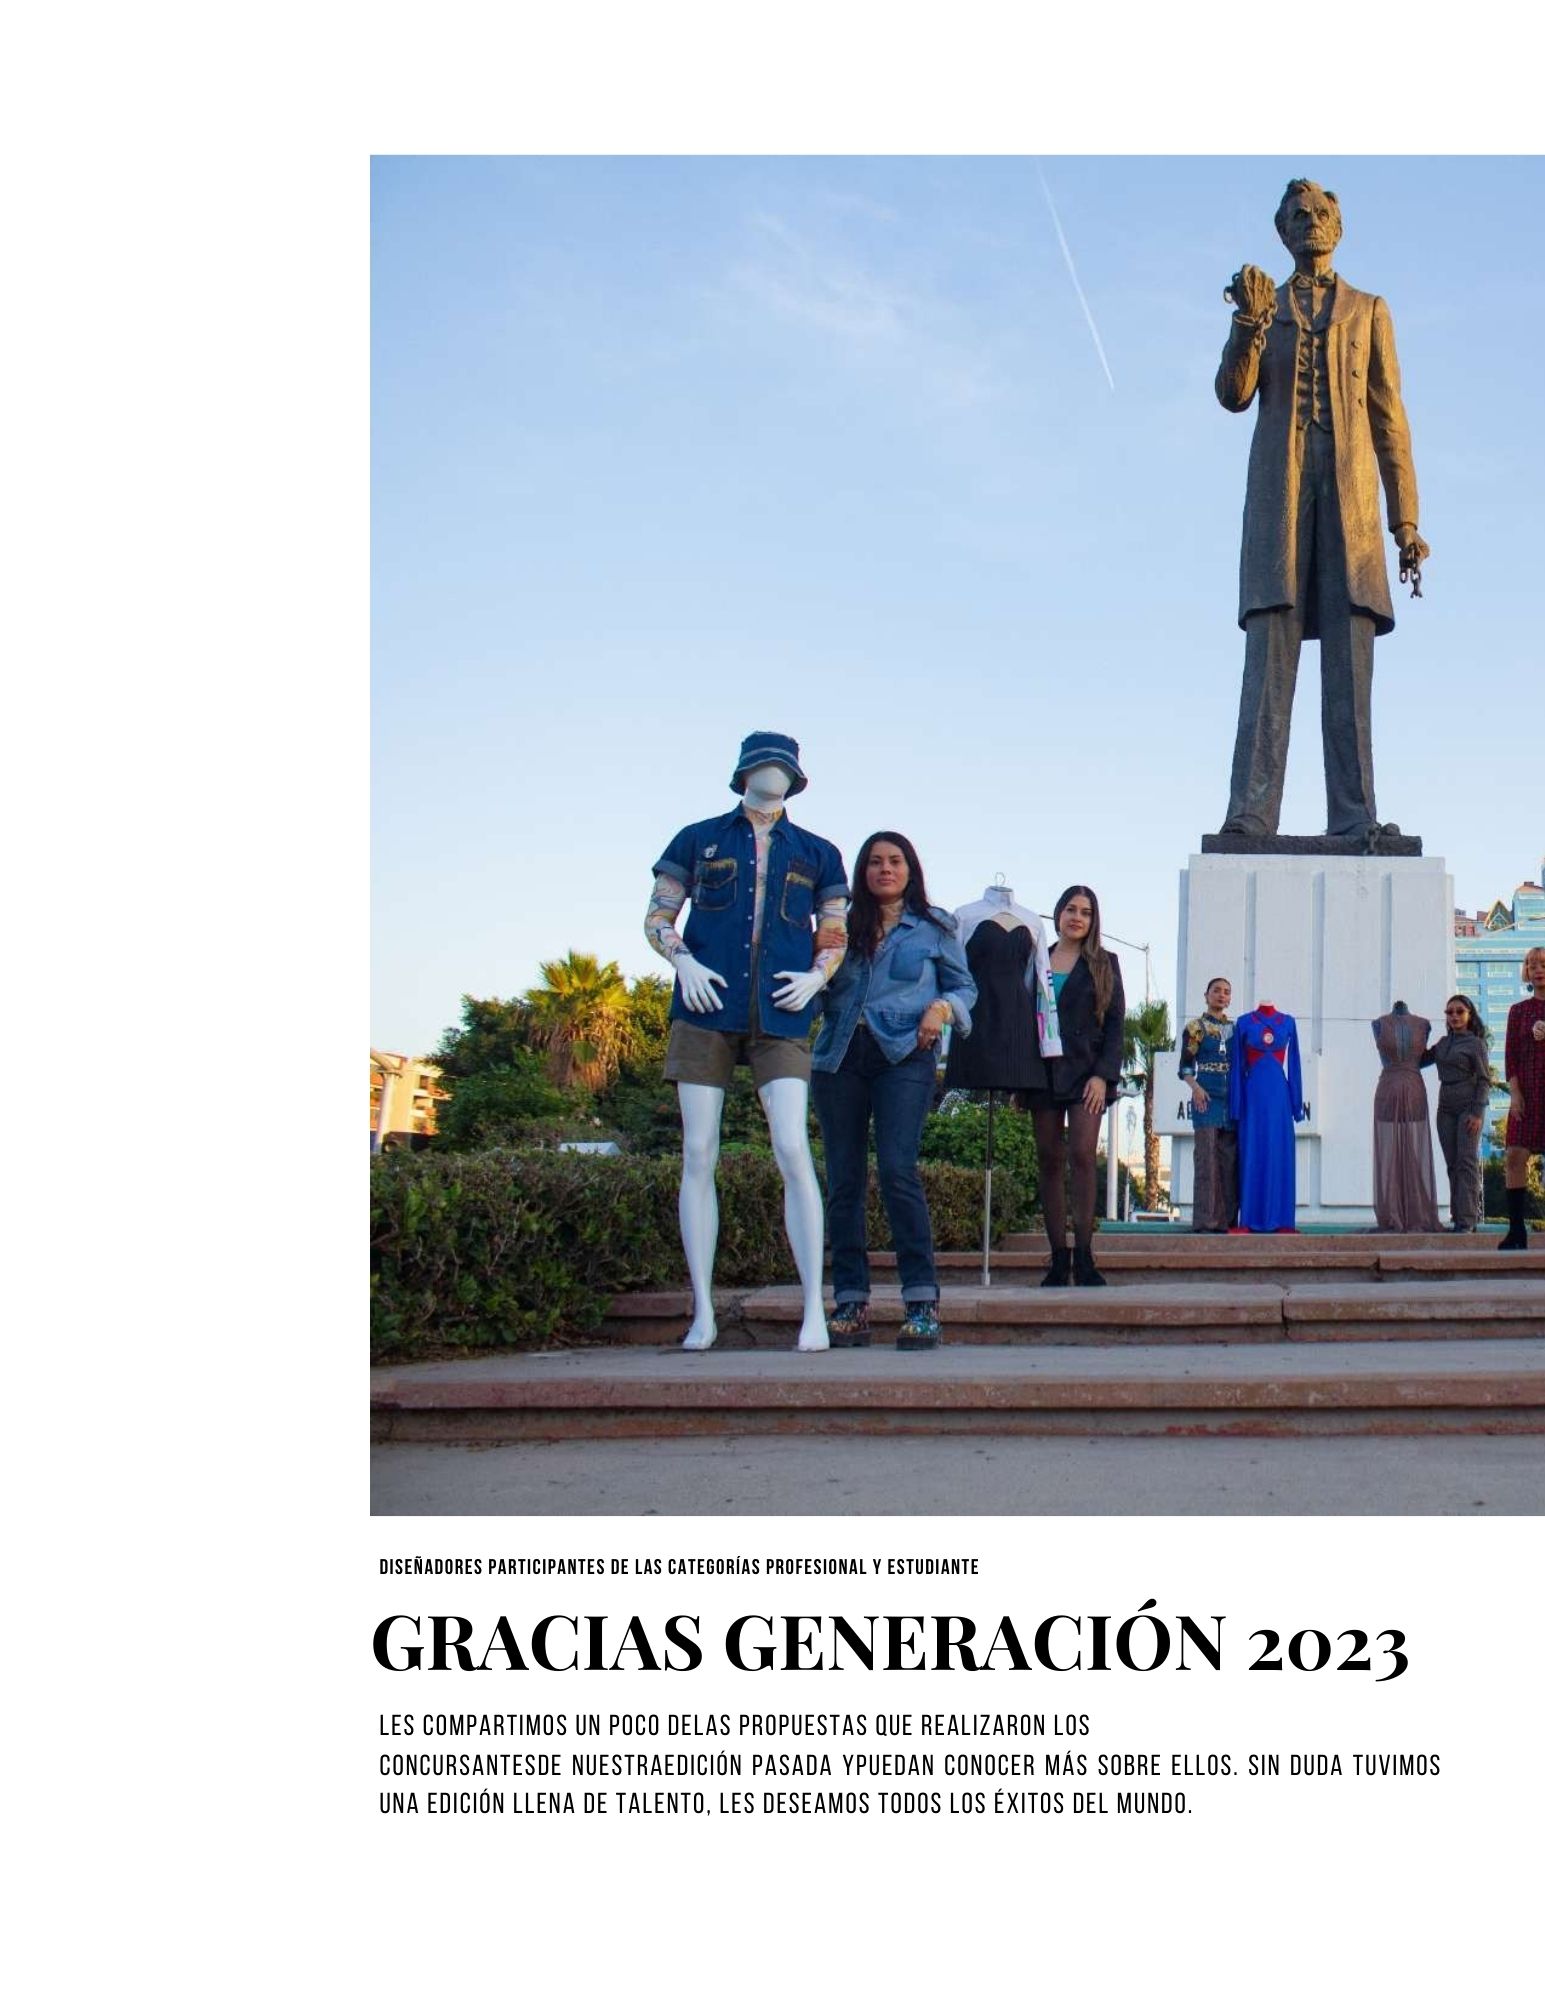 DISEÑADORES PARTICIPANTES DE LAS CATEGORÍAS PROFESIONAL Y ESTUDIANTE
GRACIAS GENERACIÓN 2023
LES COMPARTIMOS UN POCO DELAS PROPUESTAS QUE REALIZARON LOS
CONCURSANTESDE NUESTRAEDICIÓN PASADA YPUEDAN CONOCER MÁS SOBRE ELLOS. SIN DUDA TUVIMOS
UNA EDICIÓN LLENA DE TALENTO, LES DESEAMOS TODOS LOS ÉXITOS DEL MUNDO.